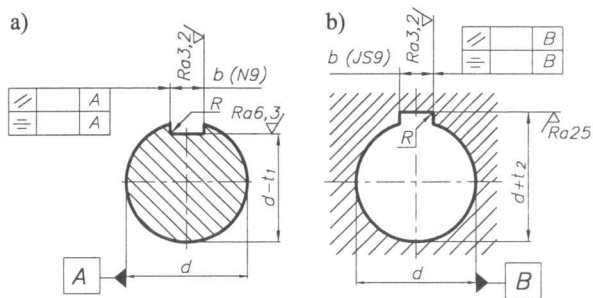 a)
Ra3,2
b (N9)
A
A
R
Ra6,3
d-t₁
d
A
b)
Ra3,2
b (JS9)
B
B
R
Ra25
d+t₂
d
B